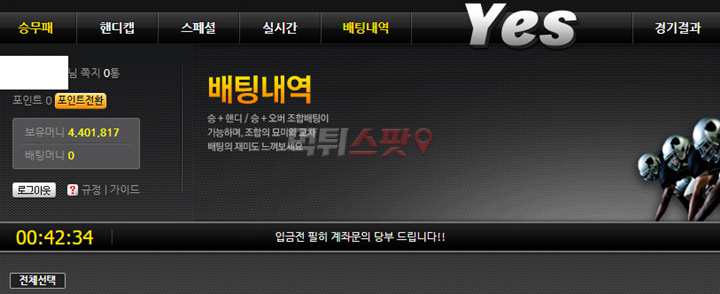 승무패 핸디캡 스페셜 실시간 배팅내역 Yes 경기결과
님 쪽지 0통
포인트 0 포인트전환
보유머니 4,401,817
배팅머니 0
로그아웃 ? 규정 | 가이드
배팅내역
승 + 핸디 / 승 + 오버 조합배팅이
가능하며, 조합의 묘미와 교차
배팅의 재미도 느껴보세요
먹튀스팟
00:42:34 입금전 필히 계좌문의 당부 드립니다!!
전체선택